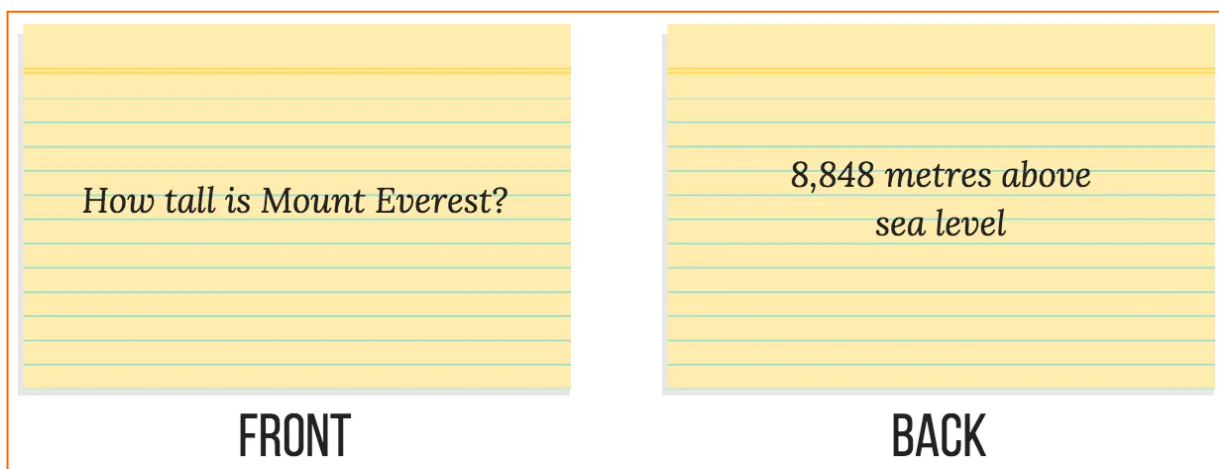 How tall is Mount Everest?
FRONT
8,848 metres above
sea level
BACK